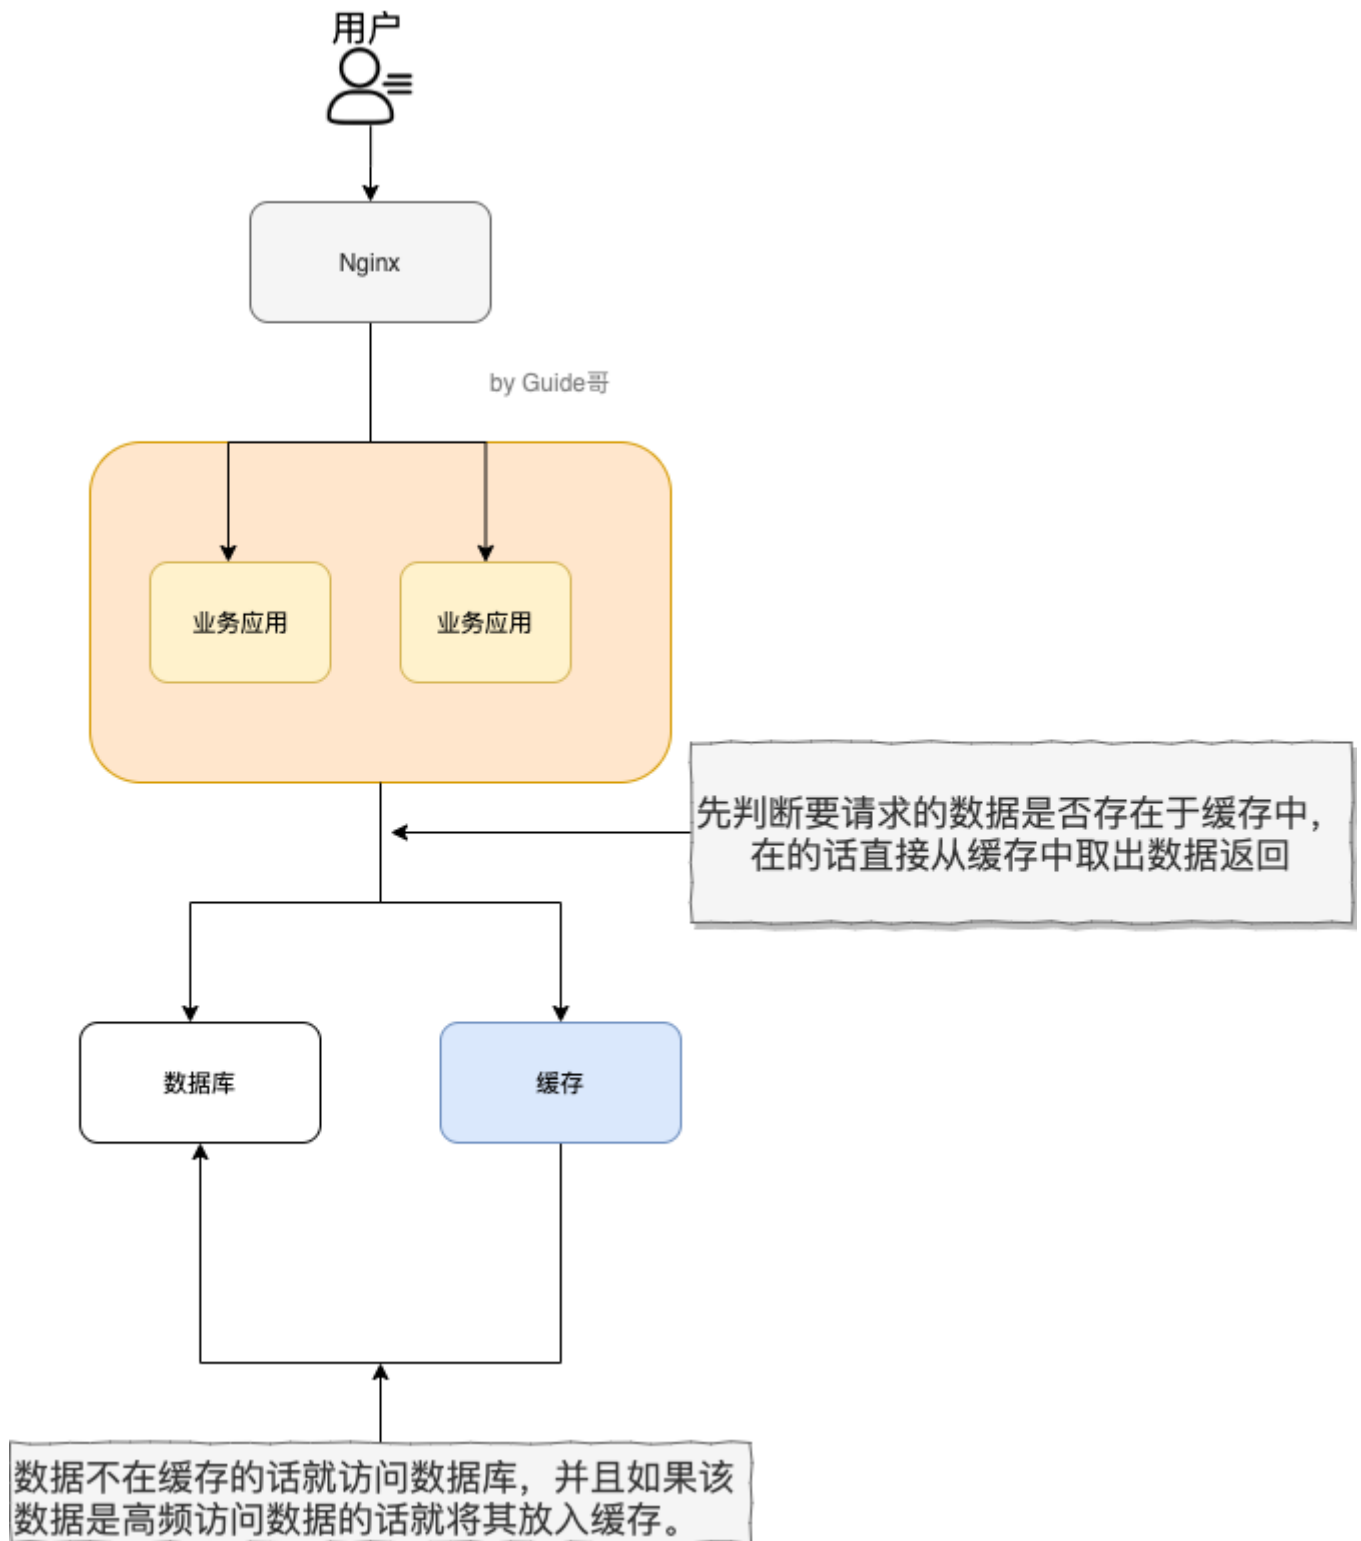 用户
Nginx
by Guide哥
业务应用
业务应用
先判断要请求的数据是否存在于缓存中，
在的话直接从缓存中取出数据返回
数据库
缓存
数据不在缓存的话就访问数据库，并且如果该
数据是高频访问数据的话就将其放入缓存。